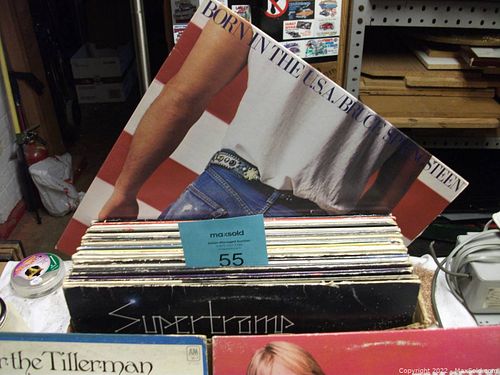 BORN IN THE U.S.A./BRUCE SPRINGSTEEN
maxsold
55
Supertramp
r the Tillerman
A&M
Copyright 2022 - MaxSold.com